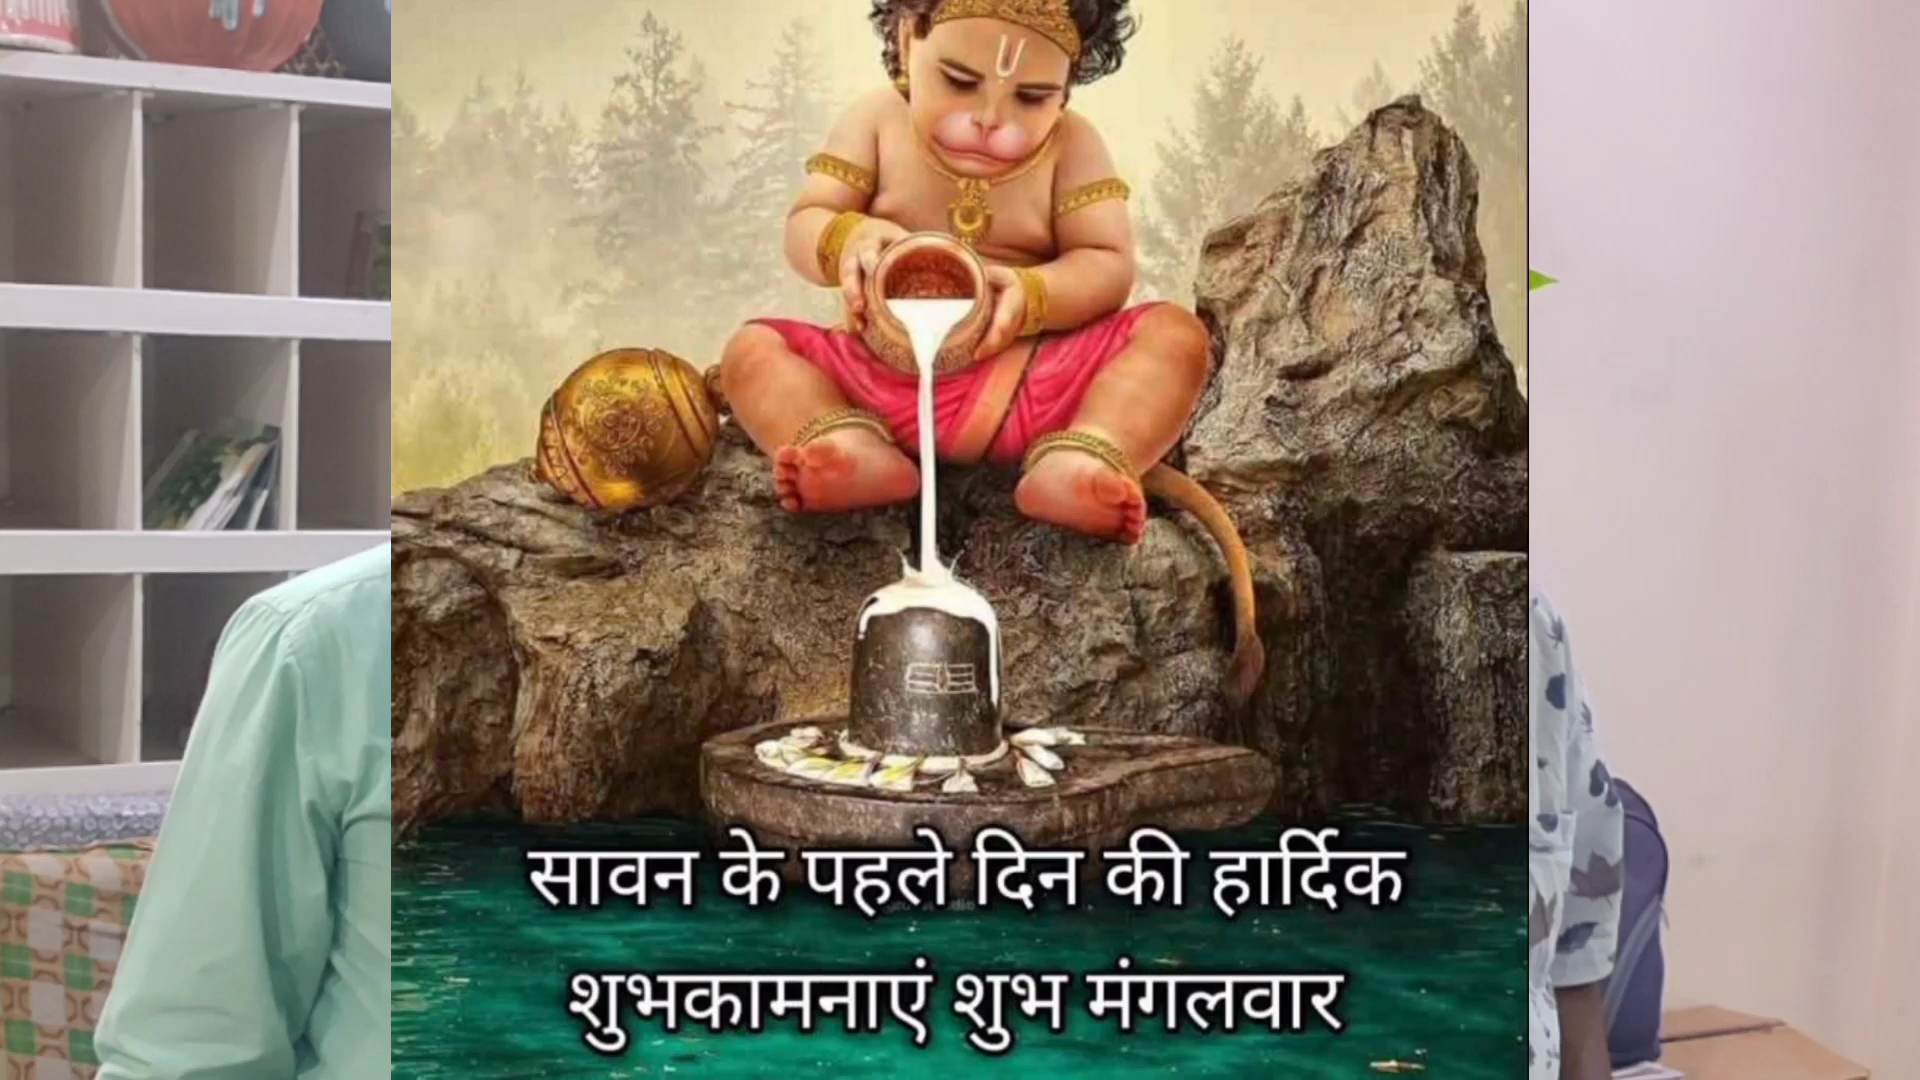 सावन के पहले दिन की हार्दिक
शुभकामनाएं शुभ मंगलवार